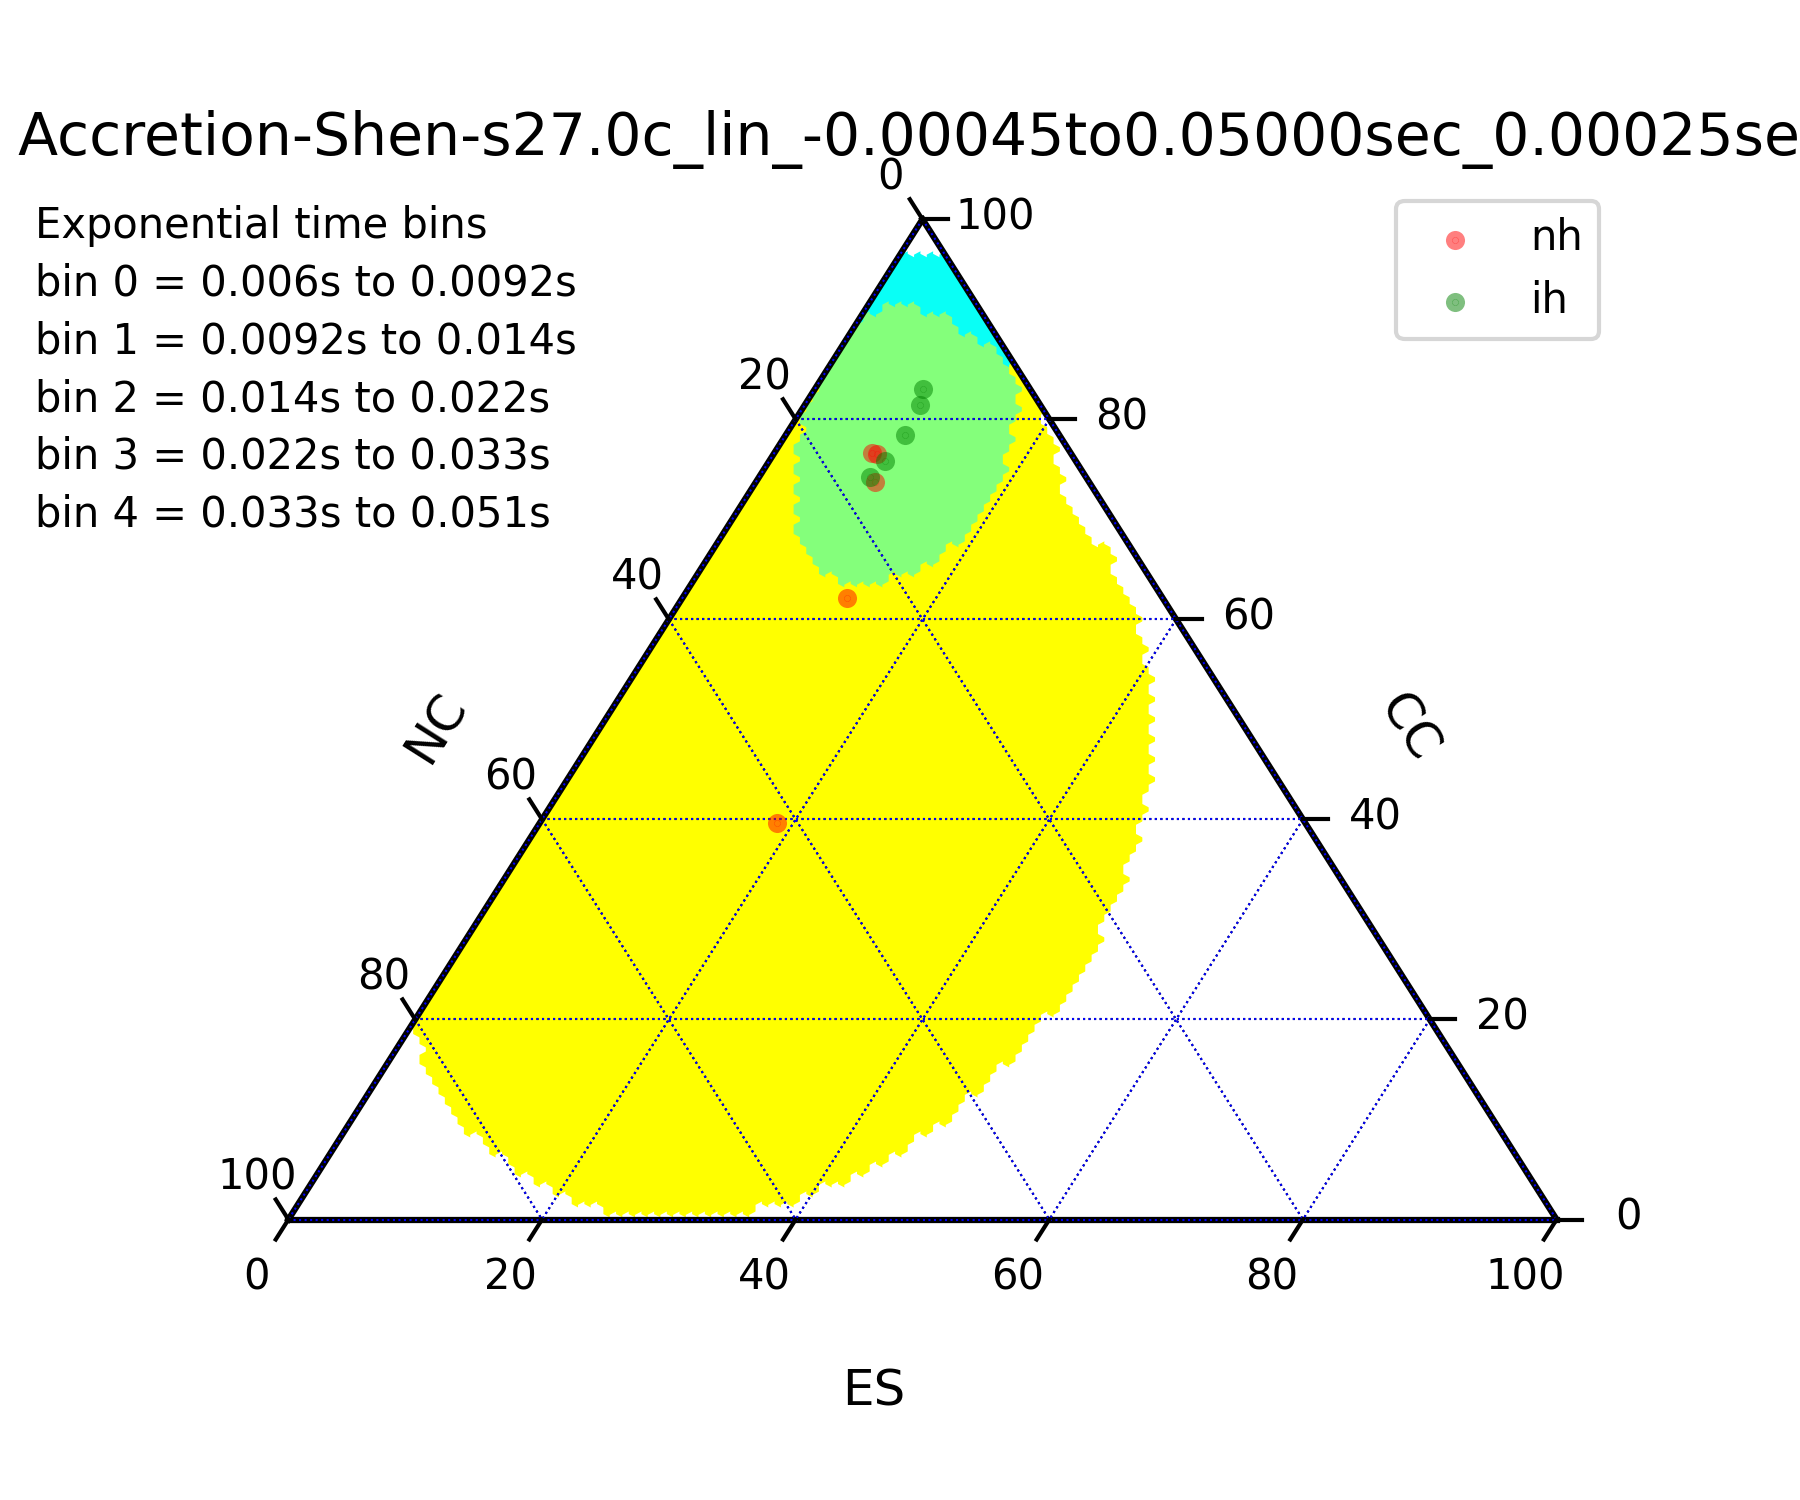 Accretion-Shen-s27.0c_lin_-0.00045to0.05000sec_0.00025se
Exponential time bins
bin 0 = 0.006s to 0.0092s
bin 1 = 0.0092s to 0.014s
bin 2 = 0.014s to 0.022s
bin 3 = 0.022s to 0.033s
bin 4 = 0.033s to 0.051s
nh
ih
0
20
40
60
80
100
NC
100
80
60
40
20
0
CC
0
20
40
60
80
100
ES